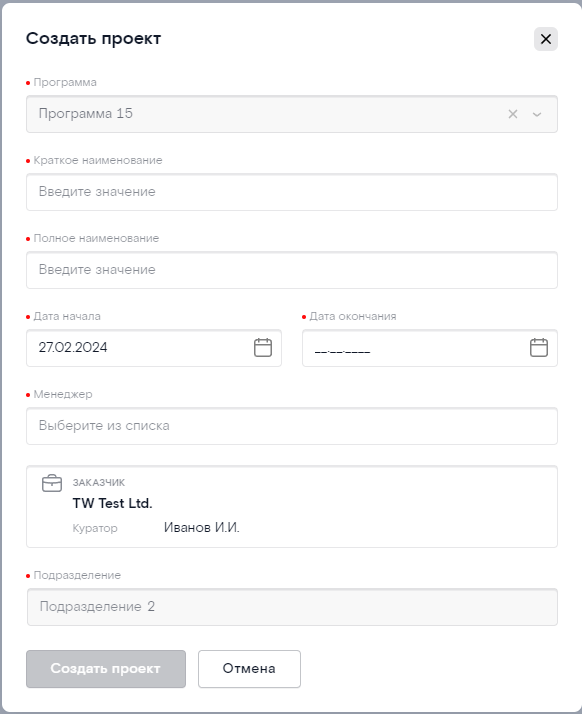 Создать проект
Программа
Программа 15
Краткое наименование
Введите значение
Полное наименование
Введите значение
Дата начала
Дата окончания
27.02.2024
__.__.____
Менеджер
Выберите из списка
ЗАКАЗЧИК
TW Test Ltd.
Куратор
Иванов И.И.
Подразделение
Подразделение 2
Создать проект
Отмена